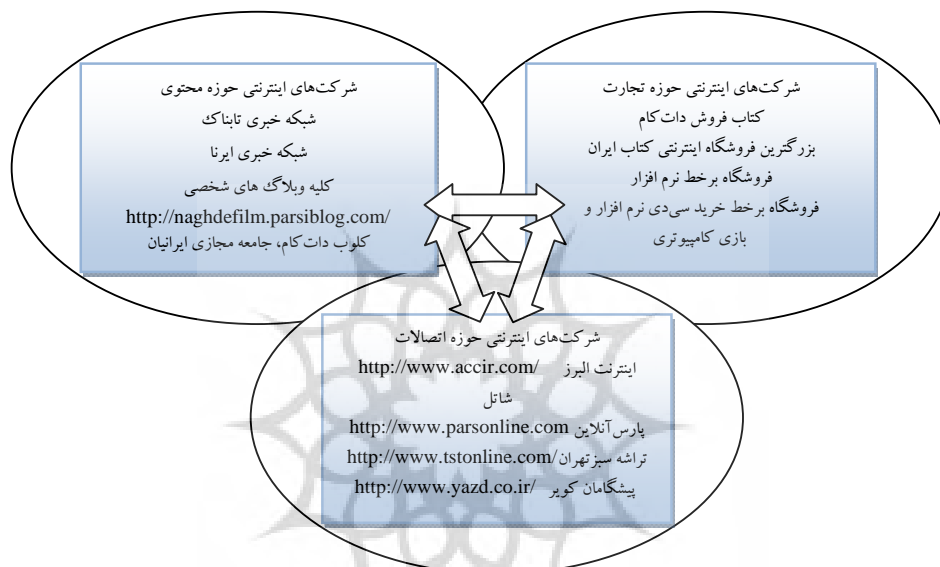 شرکت‌های اینترنتی حوزه تجارت
کتاب فروش دات‌کام
بزرگترین فروشگاه اینترنتی کتاب ایران
فروشگاه برخط نرم افزار
فروشگاه برخط خرید سی‌دی نرم افزار و
بازی کامپیوتری
شرکت‌های اینترنتی حوزه محتوی
شبکه خبری تابناک
شبکه خبری ایرنا
کلیه وبلاگ های شخصی
http://naghdefilm.parsiblog.com/
کلوب دات‌کام، جامعه مجازی ایرانیان
شرکت‌های اینترنتی حوزه اتصالات
اینترنت البرز http://www.accir.com/
شاتل
پارس‌آنلاین http://www.parsonline.com
تراشه سبز تهران http://www.tstonline.com/
پیشگامان کویر http://www.yazd.co.ir/